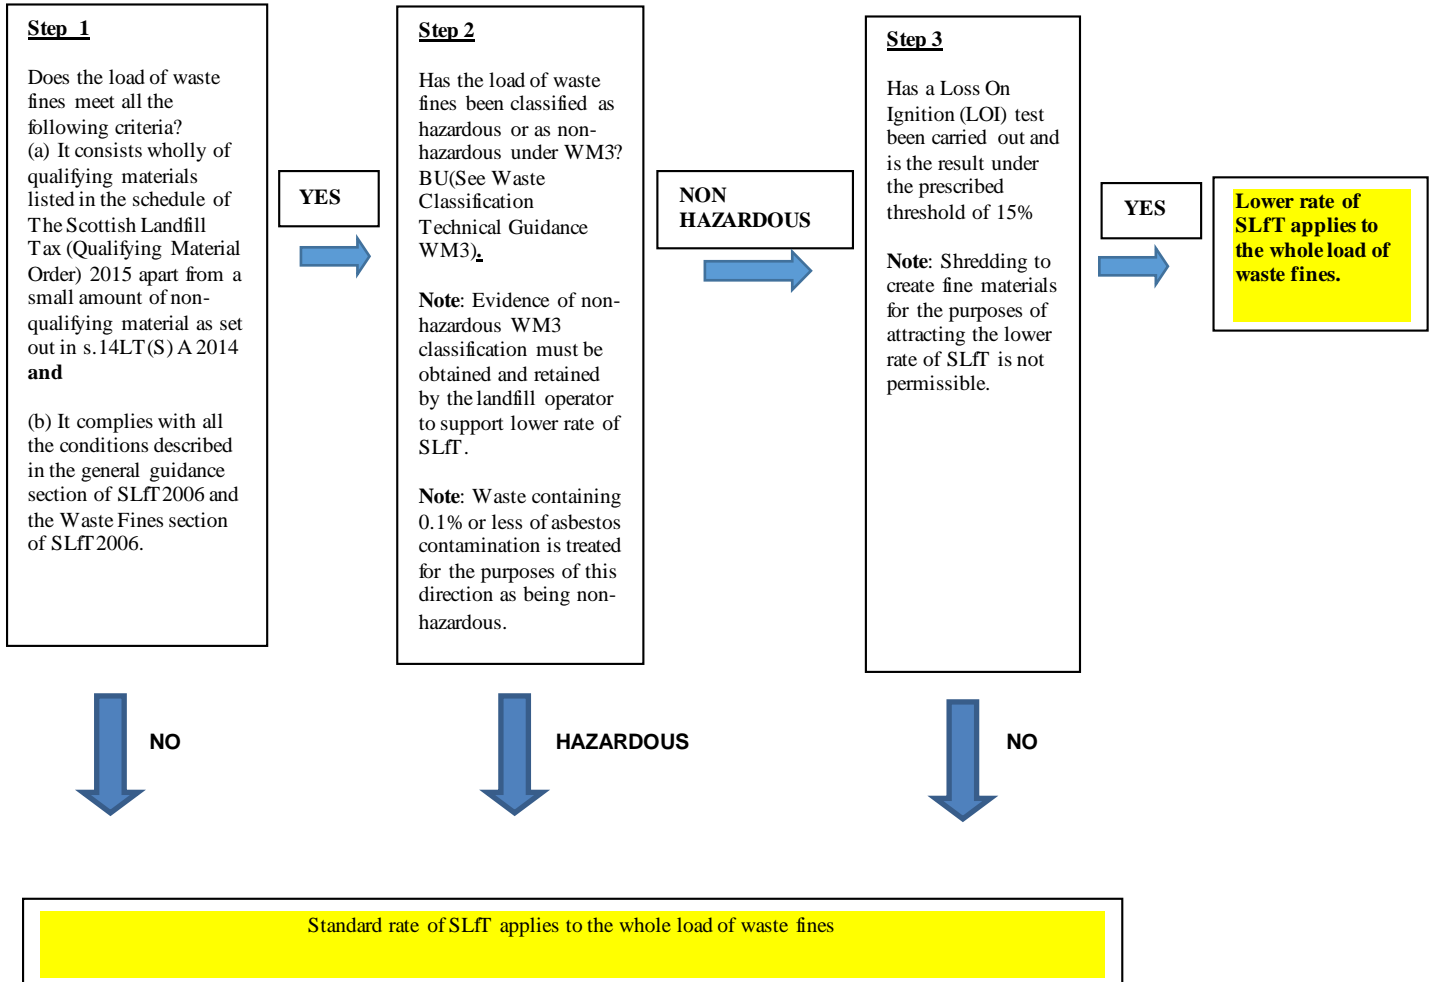 Step 1
Does the load of waste
fines meet all the
following criteria?
(a) It consists wholly of
qualifying materials
listed in the schedule of
The Scottish Landfill
Tax (Qualifying Material
Order) 2015 apart from a
small amount of non-
qualifying material as set
out in s.14LT(S) A 2014
and
(b) It complies with all
the conditions described
in the general guidance
section of SLfT2006 and
the Waste Fines section
of SLfT2006.
YES
NO
Step 2
Has the load of waste
fines been classified as
hazardous or as non-
hazardous under WM3?
BU(See Waste
Classification
Technical Guidance
WM3).
Note: Evidence of non-
hazardous WM3
classification must be
obtained and retained
by the landfill operator
to support lower rate of
SLfT.
Note: Waste containing
0.1% or less of asbestos
contamination is treated
for the purposes of this
direction as being non-
hazardous.
NON
HAZARDOUS
HAZARDOUS
Step 3
Has a Loss On
Ignition (LOI) test
been carried out and
is the result under
the prescribed
threshold of 15%
Note: Shredding to
create fine materials
for the purposes of
attracting the lower
rate of SLfT is not
permissible.
YES
NO
Lower rate of
SLfT applies to
the whole load of
waste fines.
Standard rate of SLfT applies to the whole load of waste fines